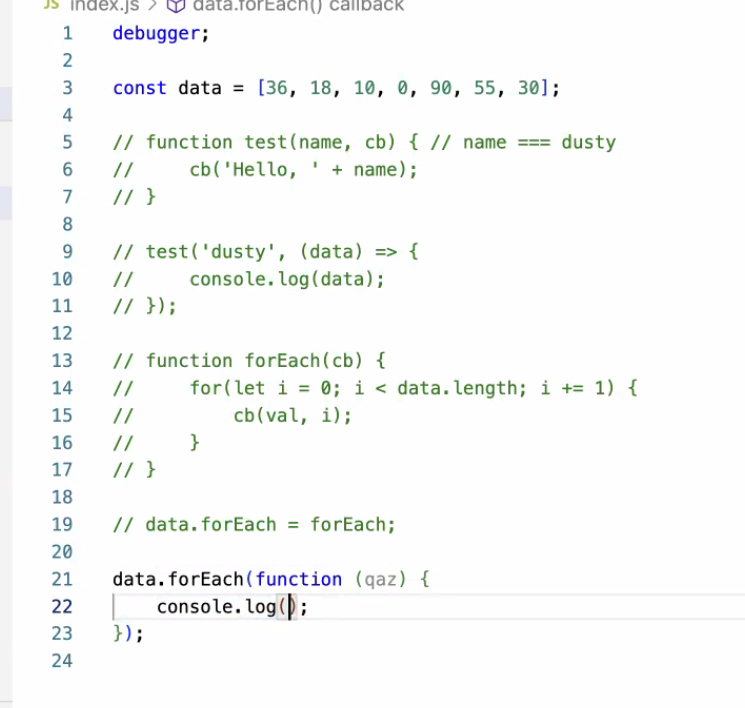 JS index.js > data.forEach() callback
1 debugger;
2
3 const data = [36, 18, 10, 0, 90, 55, 30];
4
5 // function test(name, cb) { // name === dusty
6 //     cb('Hello, ' + name);
7 // }
8
9 // test('dusty', (data) => {
10 //     console.log(data);
11 // });
12
13 // function forEach(cb) {
14 //     for(let i = 0; i < data.length; i += 1) {
15 //         cb(val, i);
16 //     }
17 // }
18
19 // data.forEach = forEach;
20
21 data.forEach(function (qaz) {
22     console.log();
23 });
24